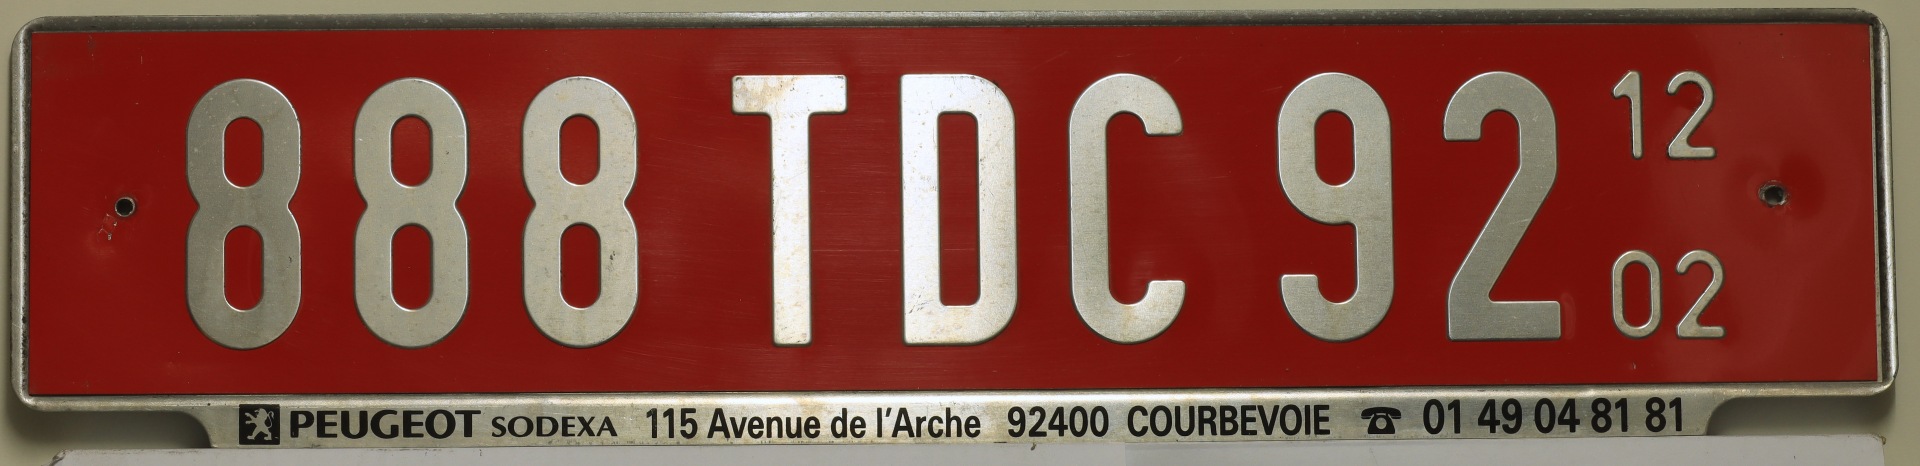 888 TDC 92 12
02
PEUGEOT SODEXA 115 Avenue de l'Arche 92400 COURBEVOIE ☎ 01 49 04 81 81